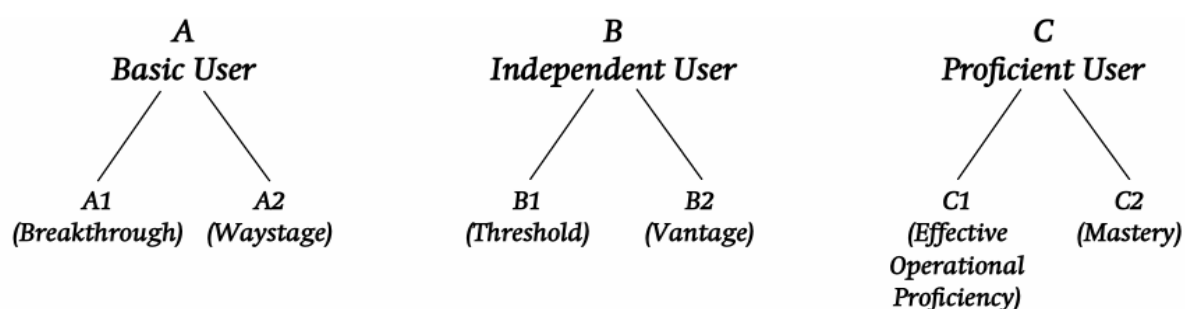 A
Basic User
B
Independent User
C
Proficient User
A1
(Breakthrough)
A2
(Waystage)
B1
(Threshold)
B2
(Vantage)
C1
(Effective
Operational
Proficiency)
C2
(Mastery)